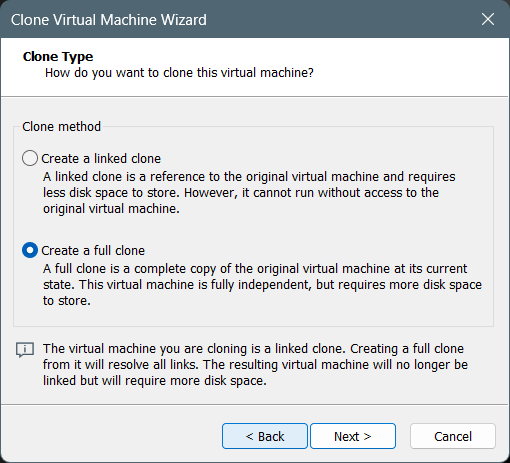 Clone Virtual Machine Wizard
Clone Type
How do you want to clone this virtual machine?
Clone method
Create a linked clone
A linked clone is a reference to the original virtual machine and requires
less disk space to store. However, it cannot run without access to the
original virtual machine.
Create a full clone
A full clone is a complete copy of the original virtual machine at its current
state. This virtual machine is fully independent, but requires more disk space
to store.
The virtual machine you are cloning is a linked clone. Creating a full clone
from it will resolve all links. The resulting virtual machine will no longer be
linked but will require more disk space.
< Back
Next >
Cancel